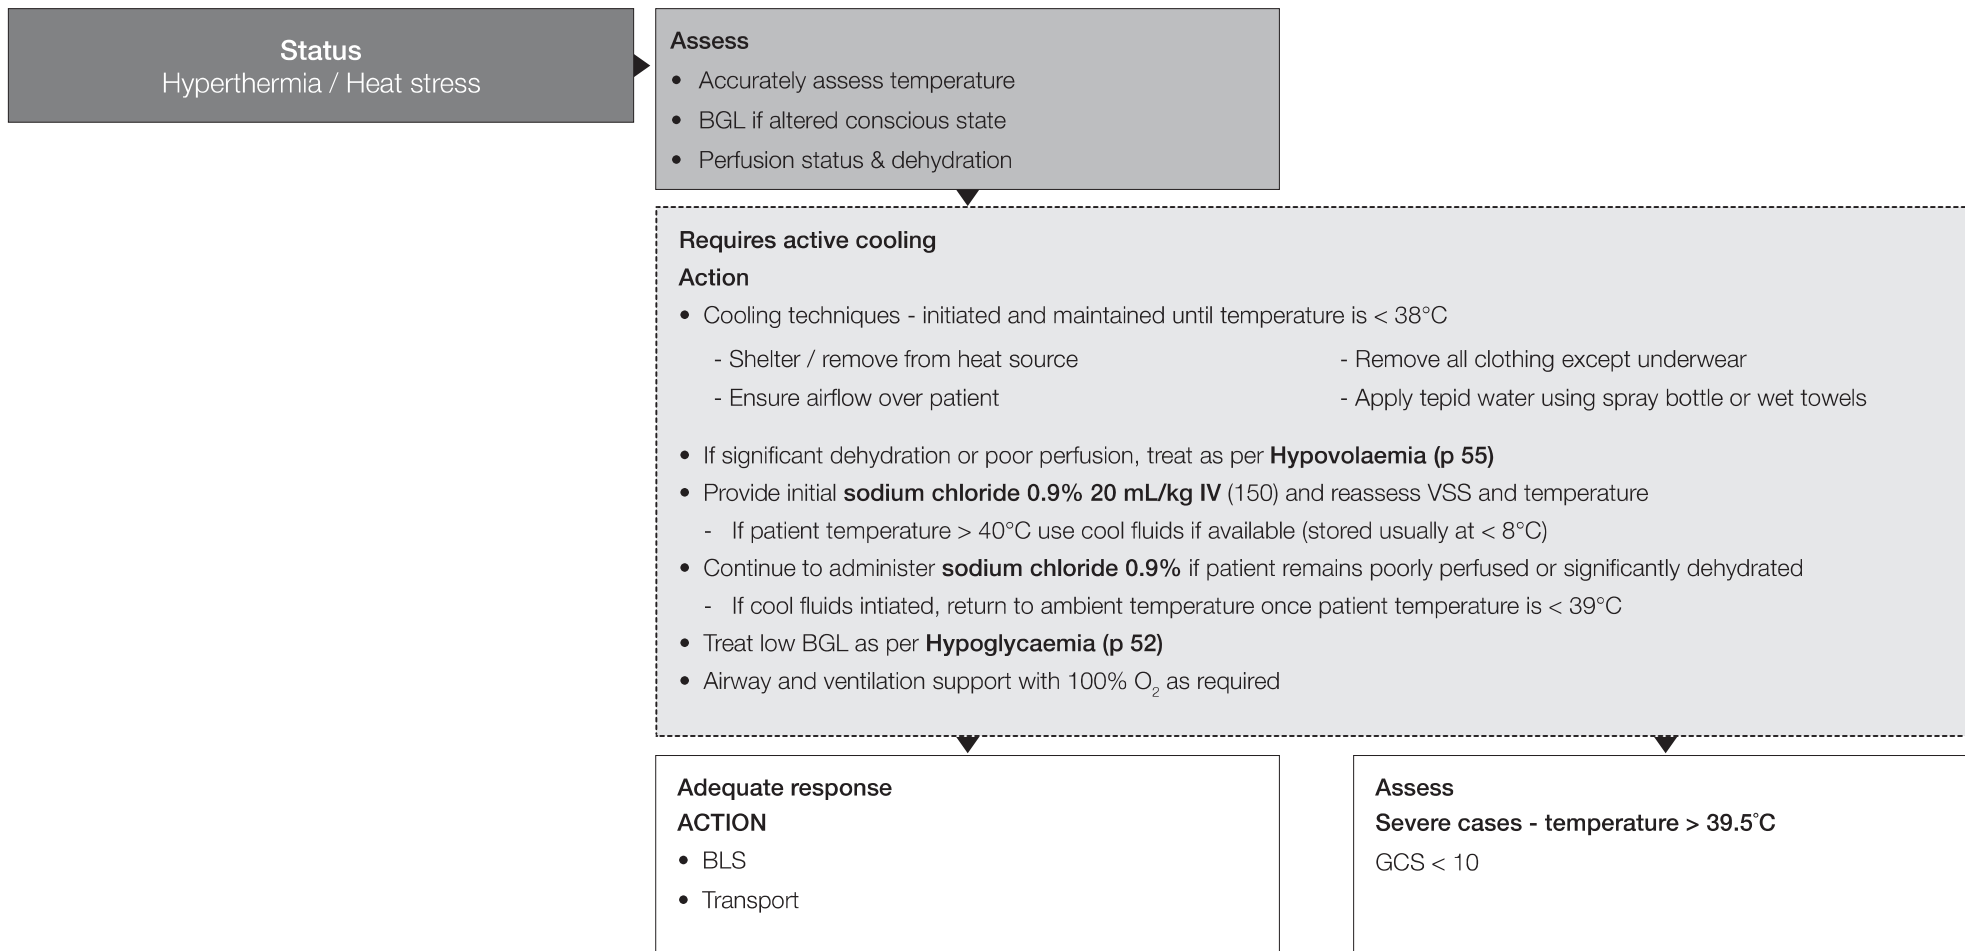 Status
Hyperthermia / Heat stress
Assess
• Accurately assess temperature
• BGL if altered conscious state
• Perfusion status & dehydration
Requires active cooling
Action
• Cooling techniques - initiated and maintained until temperature is < 38°C
- Shelter / remove from heat source
- Remove all clothing except underwear
- Ensure airflow over patient
- Apply tepid water using spray bottle or wet towels
• If significant dehydration or poor perfusion, treat as per Hypovolaemia (p 55)
• Provide initial sodium chloride 0.9% 20 mL/kg IV (150) and reassess VSS and temperature
- If patient temperature > 40°C use cool fluids if available (stored usually at < 8°C)
• Continue to administer sodium chloride 0.9% if patient remains poorly perfused or significantly dehydrated
- If cool fluids intiated, return to ambient temperature once patient temperature is < 39°C
• Treat low BGL as per Hypoglycaemia (p 52)
• Airway and ventilation support with 100% O₂ as required
Adequate response
ACTION
• BLS
• Transport
Assess
Severe cases - temperature > 39.5°C
GCS < 10